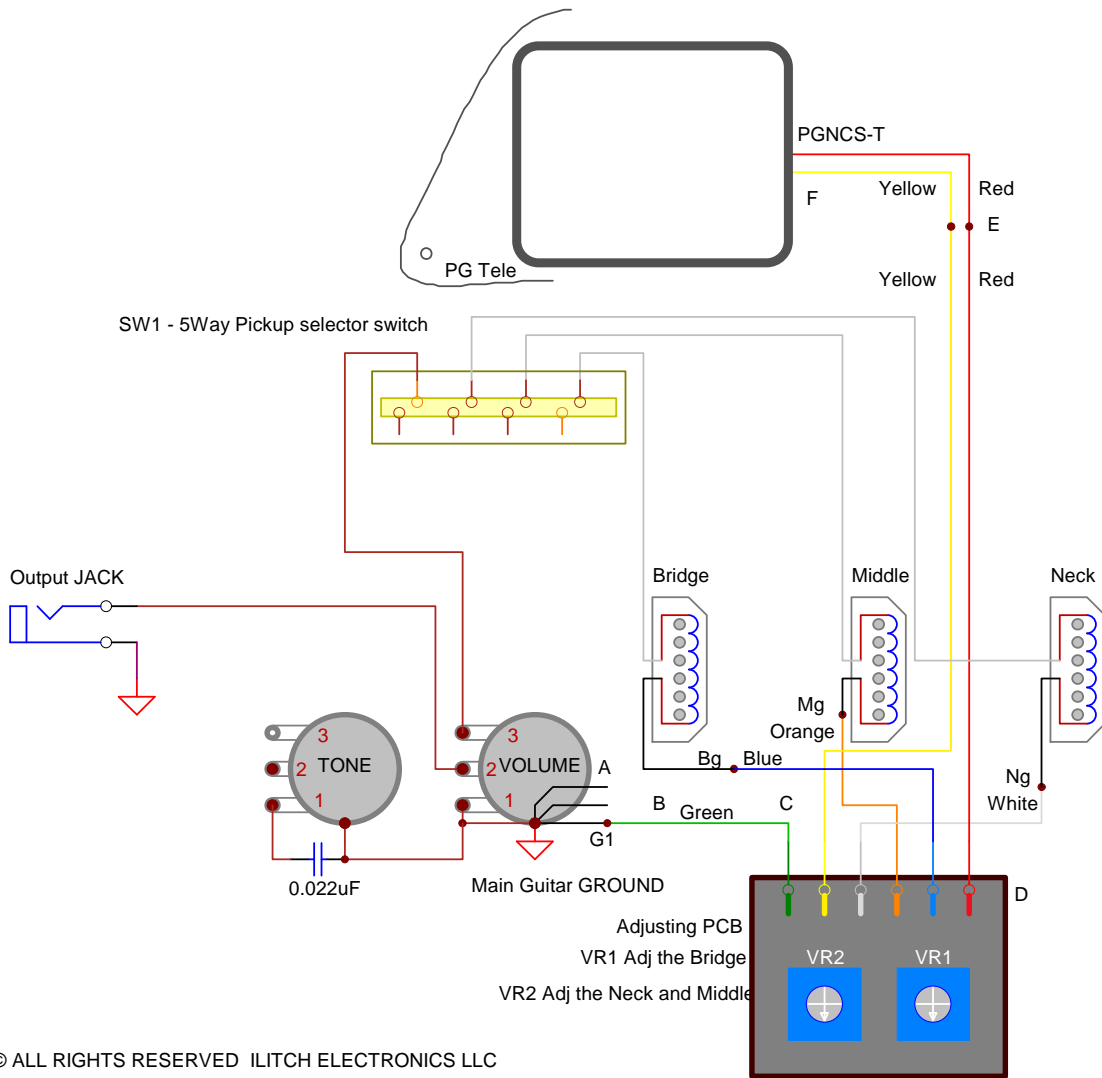 PGNCS-T
Yellow
Red
F
E
PG Tele
Yellow
Red
SW1 - 5Way Pickup selector switch
Output JACK
Bridge
Middle
Neck
Mg
Orange
3
2
TONE
1
3
2
VOLUME
1
A
Bg
Blue
Ng
White
B
Green
C
G1
0.022uF
Main Guitar GROUND
D
Adjusting PCB
VR1 Adj the Bridge
VR2
VR1
VR2 Adj the Neck and Middle
© ALL RIGHTS RESERVED ILITCH ELECTRONICS LLC